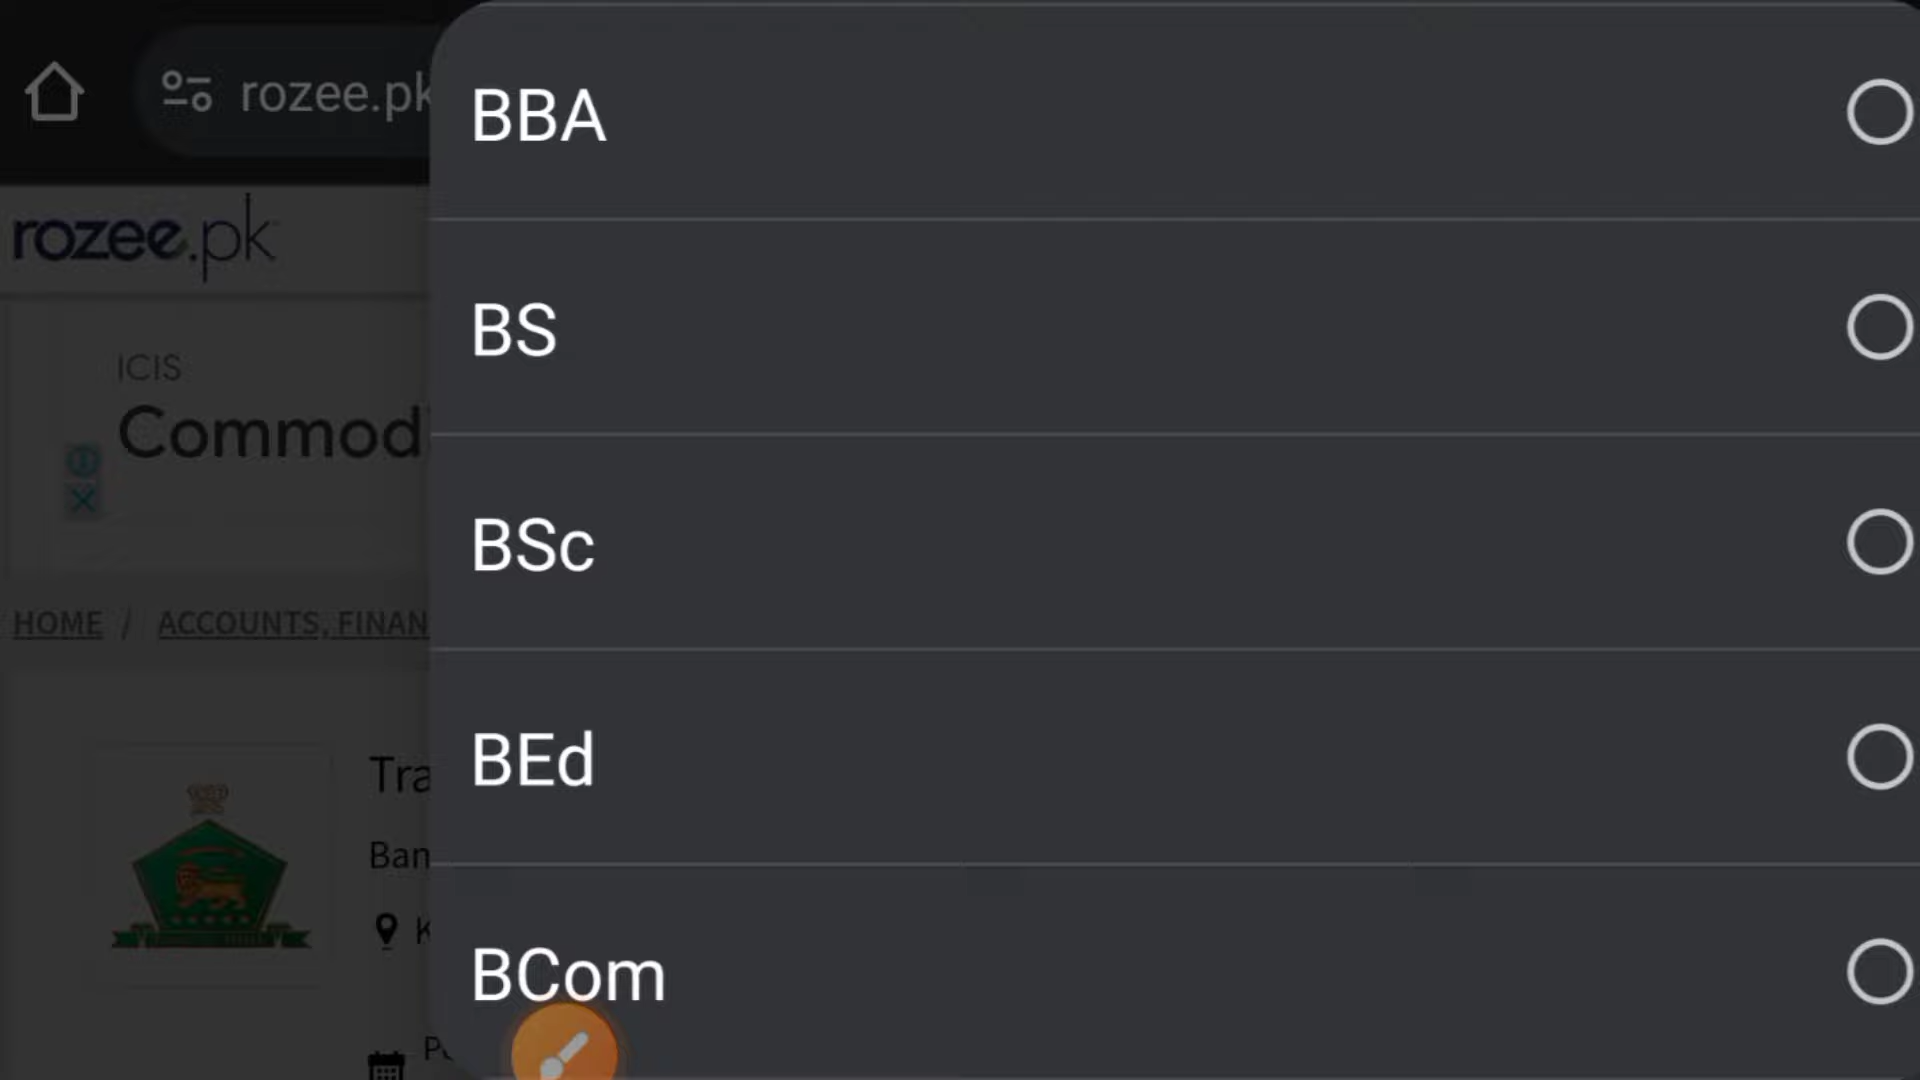 rozee.pk
rozee.pk
ICIS
Commod
HOME / ACCOUNTS, FINAN
Tra
Ban
K
BBA
BS
BSc
BEd
BCom